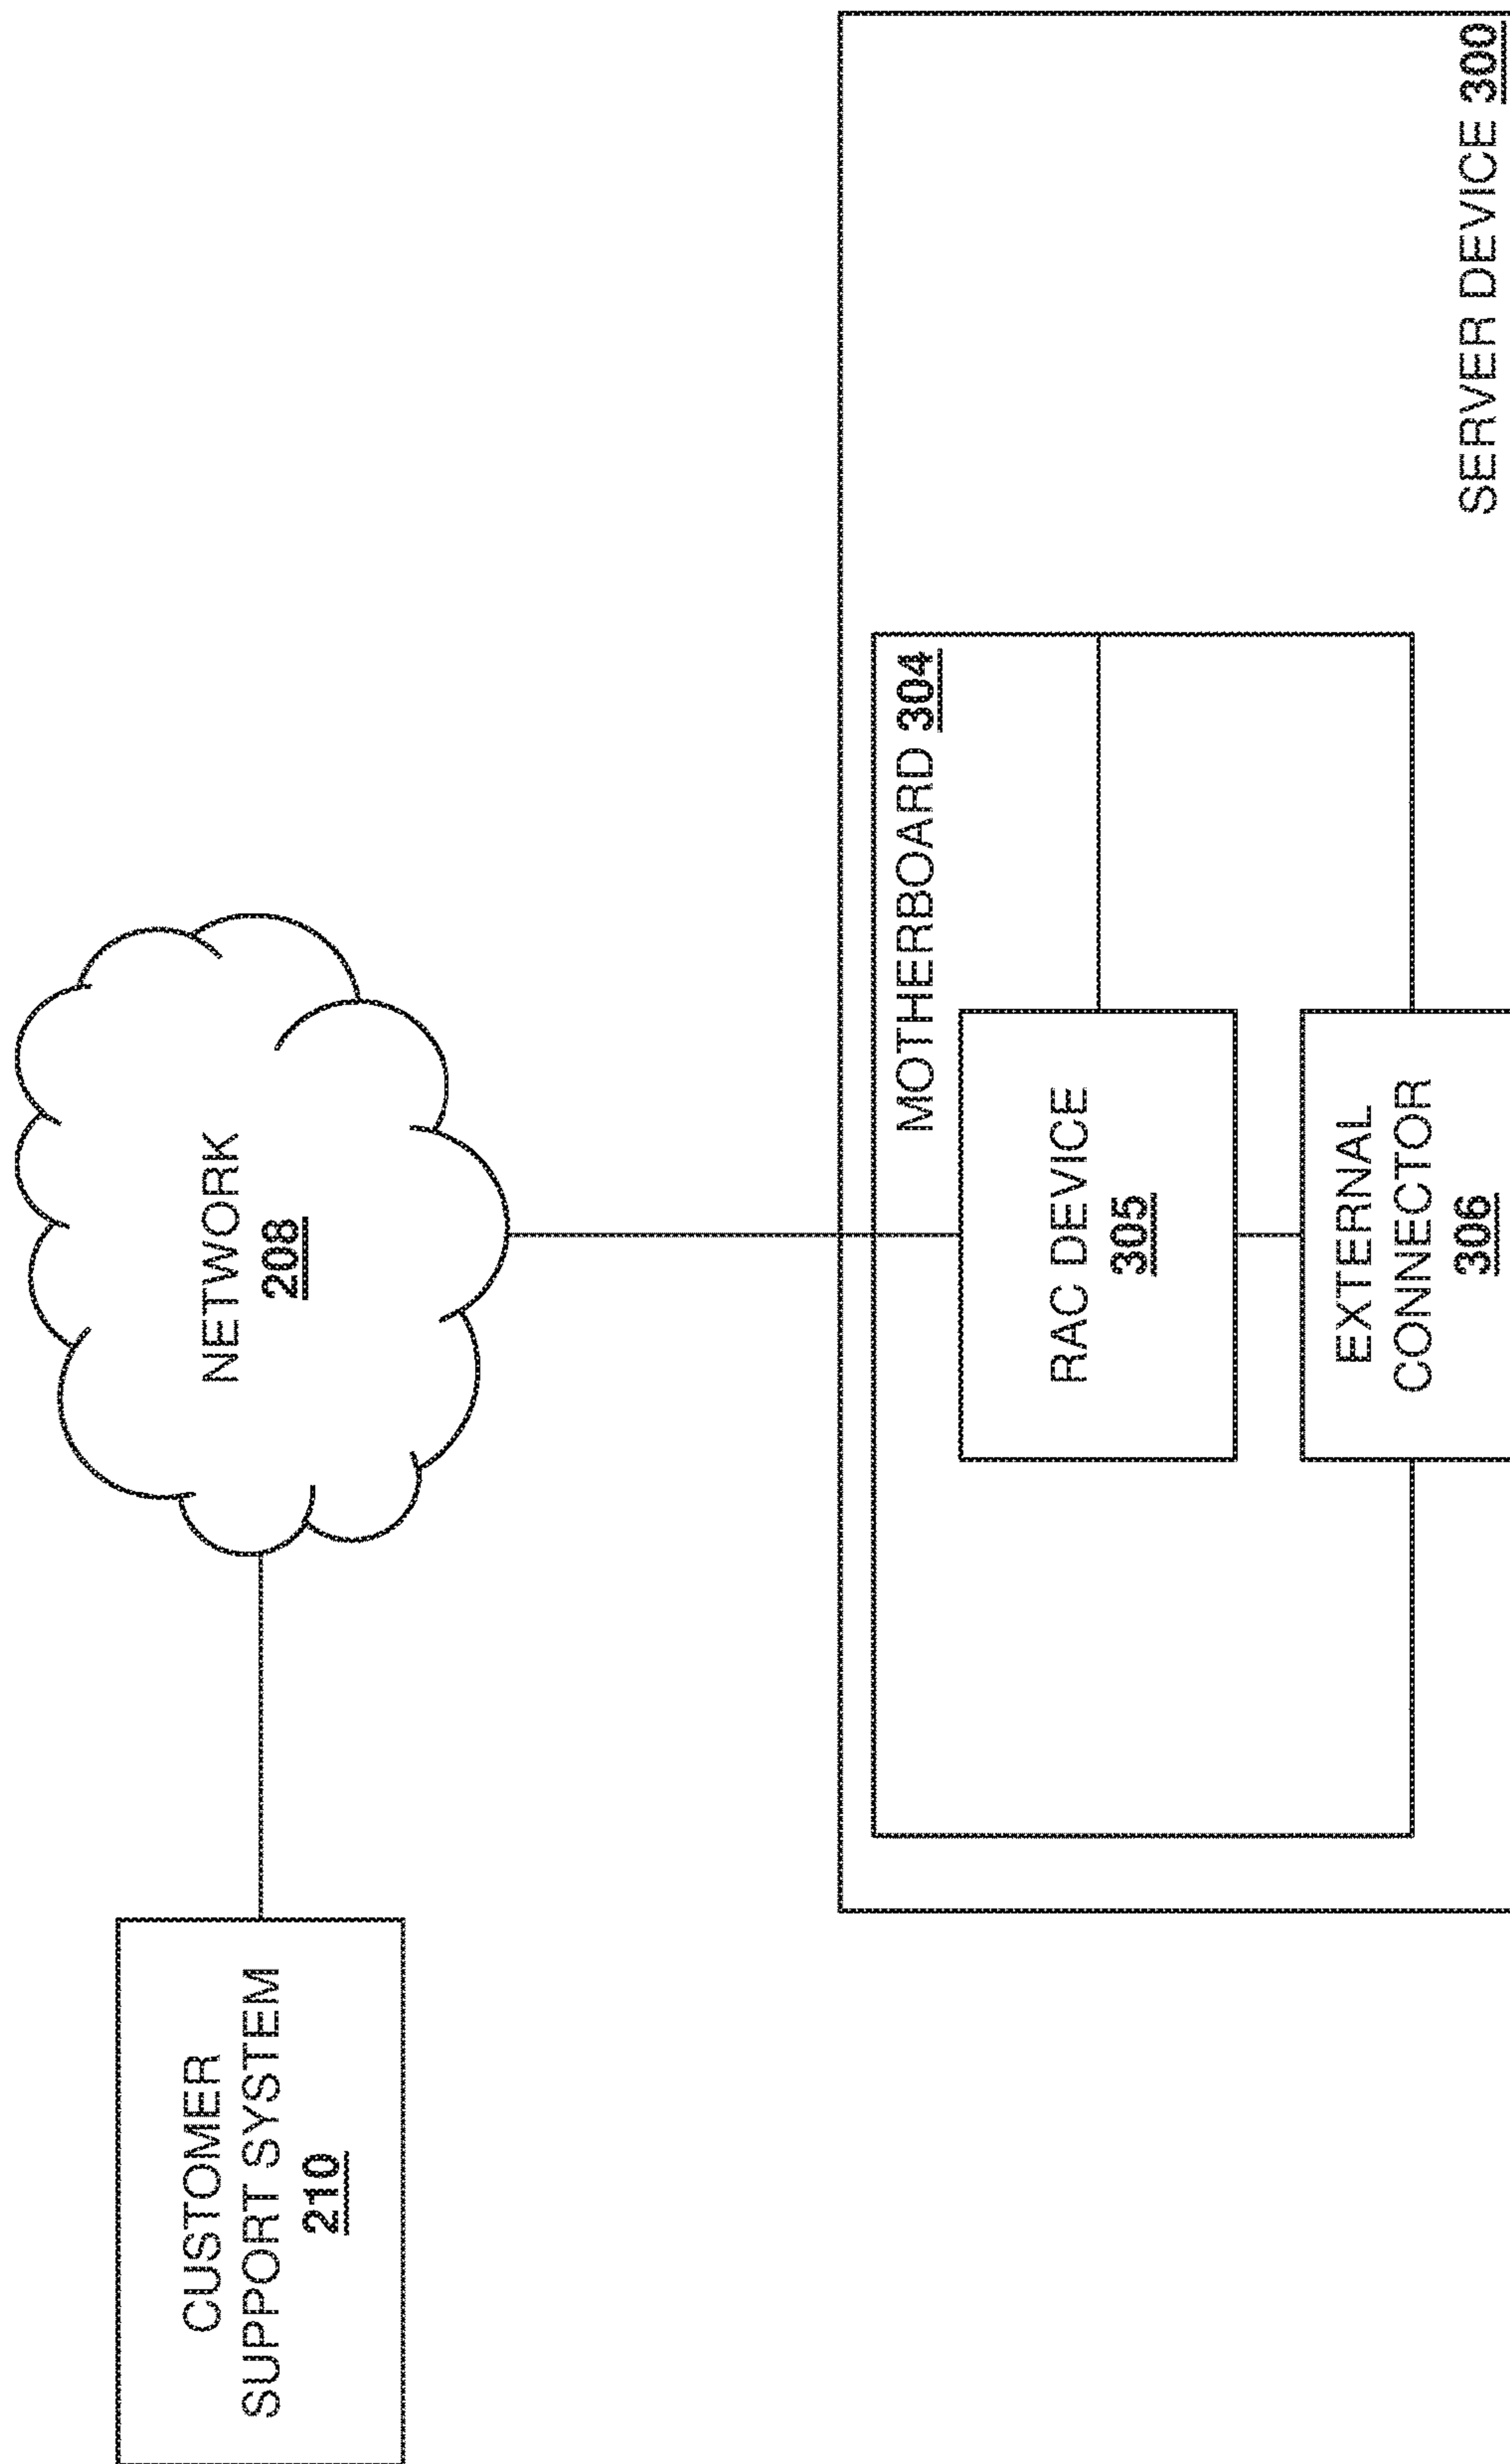 CUSTOMER
SUPPORT SYSTEM
210
NETWORK
208
MOTHERBOARD 304
RAC DEVICE
305
EXTERNAL
CONNECTOR
306
SERVER DEVICE 300